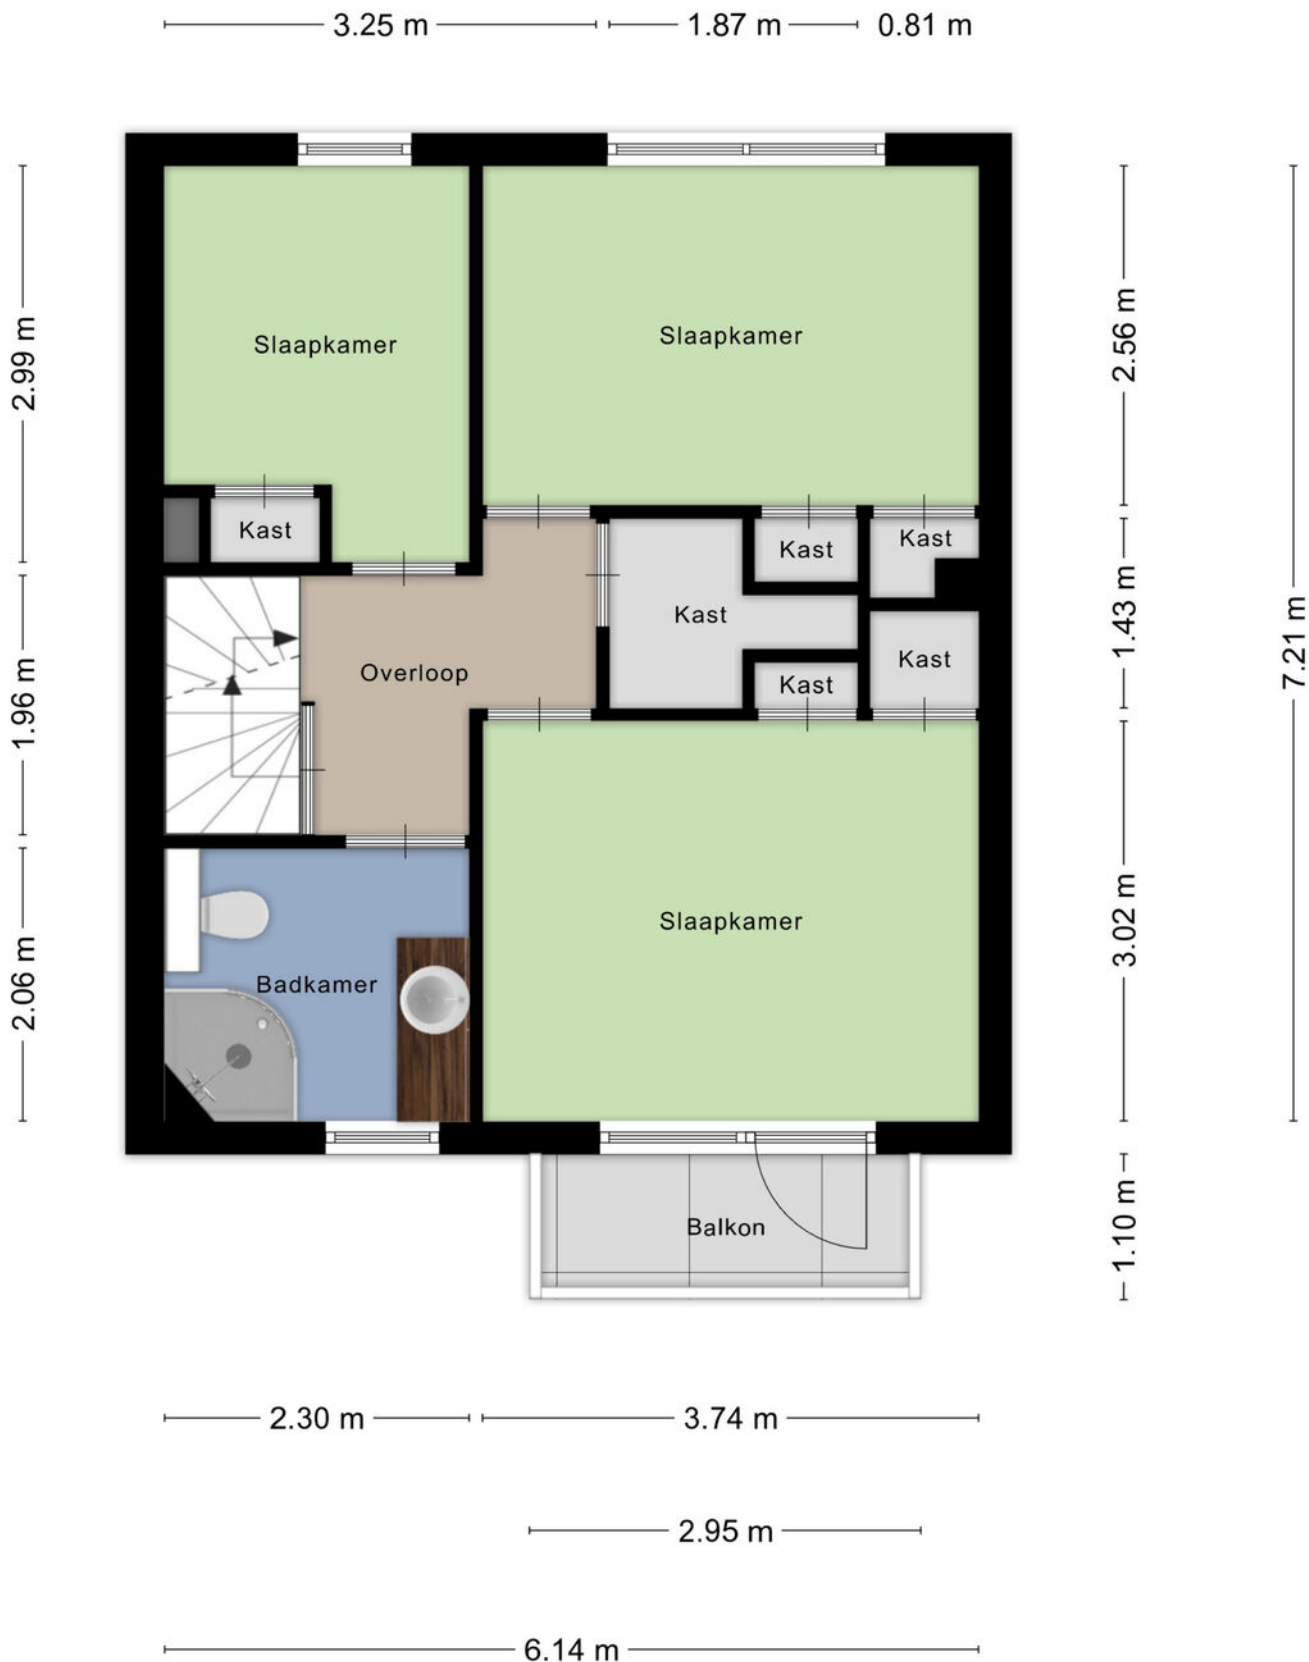 3.25 m
1.87 m
0.81 m
Slaapkamer
Slaapkamer
2.99 m
2.56 m
Kast
Kast
Kast
Kast
1.43 m
7.21 m
Overloop
Kast
Kast
1.96 m
Slaapkamer
3.02 m
Badkamer
2.06 m
Balkon
1.10 m
2.30 m
3.74 m
2.95 m
6.14 m